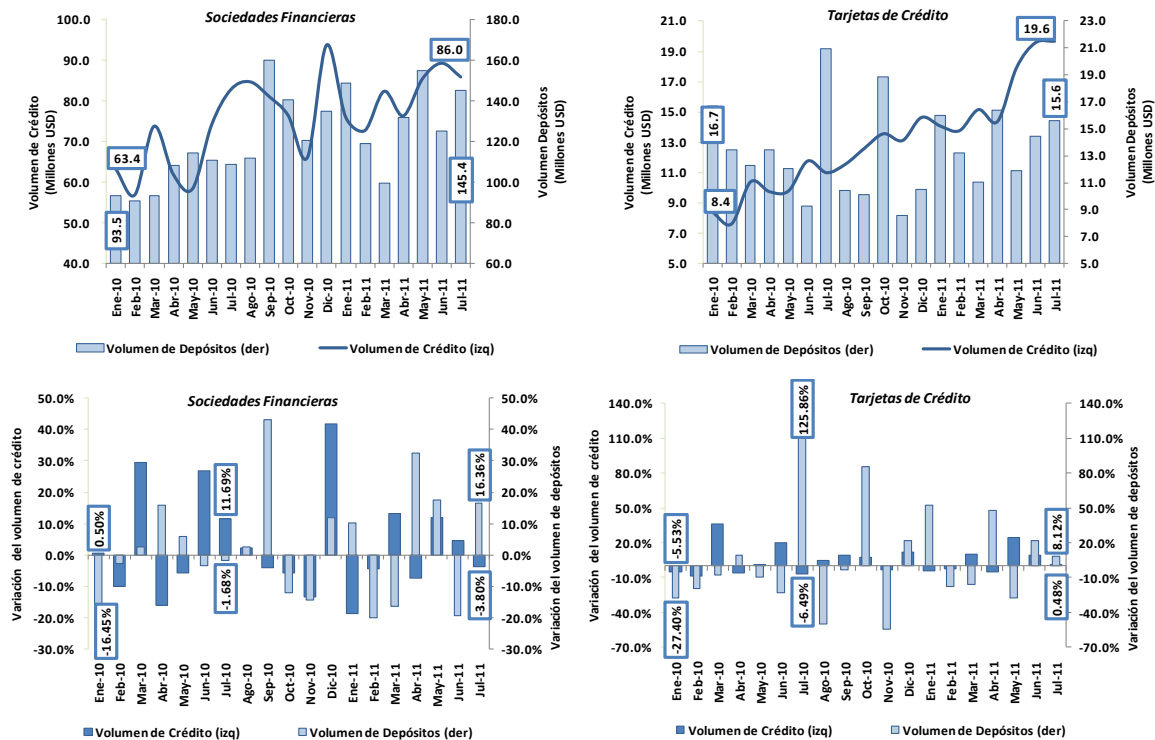 Sociedades Financieras
Volumen de Crédito
(Millones USD)
100.0
90.0
80.0
70.0
60.0
50.0
40.0
180.0
160.0
140.0
120.0
100.0
80.0
60.0
Volumen Depósitos
(Millones USD)
63.4
93.5
86.0
145.4
Ene-10
Feb-10
Mar-10
Abr-10
May-10
Jun-10
Jul-10
Ago-10
Sep-10
Oct-10
Nov-10
Dic-10
Ene-11
Feb-11
Mar-11
Abr-11
May-11
Jun-11
Jul-11
Volumen de Depósitos (der)
Volumen de Crédito (izq)
Tarjetas de Crédito
Volumen de Crédito
(Millones USD)
21.0
19.0
17.0
15.0
13.0
11.0
9.0
7.0
5.0
23.0
21.0
19.0
17.0
15.0
13.0
11.0
9.0
7.0
5.0
Volumen Depósitos
(Millones USD)
16.7
8.4
19.6
15.6
Ene-10
Feb-10
Mar-10
Abr-10
May-10
Jun-10
Jul-10
Ago-10
Sep-10
Oct-10
Nov-10
Dic-10
Ene-11
Feb-11
Mar-11
Abr-11
May-11
Jun-11
Jul-11
Volumen de Depósitos (der)
Volumen de Crédito (izq)
Sociedades Financieras
Variación del volumen de crédito
50.0%
40.0%
30.0%
20.0%
10.0%
0.0%
-10.0%
-20.0%
-30.0%
50.0%
40.0%
30.0%
20.0%
10.0%
0.0%
-10.0%
-20.0%
-30.0%
Variación del volumen de depósitos
0.50%
-16.45%
11.69%
-1.68%
16.36%
-3.80%
Ene-10
Feb-10
Mar-10
Abr-10
May-10
Jun-10
Jul-10
Ago-10
Sep-10
Oct-10
Nov-10
Dic-10
Ene-11
Feb-11
Mar-11
Abr-11
May-11
Jun-11
Jul-11
Volumen de Crédito (izq)
Volumen de Depósitos (der)
Tarjetas de Crédito
Variación del volumen de crédito
140.0%
110.0%
80.0%
50.0%
20.0%
-10.0%
-40.0%
-70.0%
140.0%
110.0%
80.0%
50.0%
20.0%
-10.0%
-40.0%
-70.0%
Variación del volumen de depósitos
-5.53%
-27.40%
125.86%
-6.49%
8.12%
0.48%
Ene-10
Feb-10
Mar-10
Abr-10
May-10
Jun-10
Jul-10
Ago-10
Sep-10
Oct-10
Nov-10
Dic-10
Ene-11
Feb-11
Mar-11
Abr-11
May-11
Jun-11
Jul-11
Volumen de Crédito (izq)
Volumen de Depósitos (der)